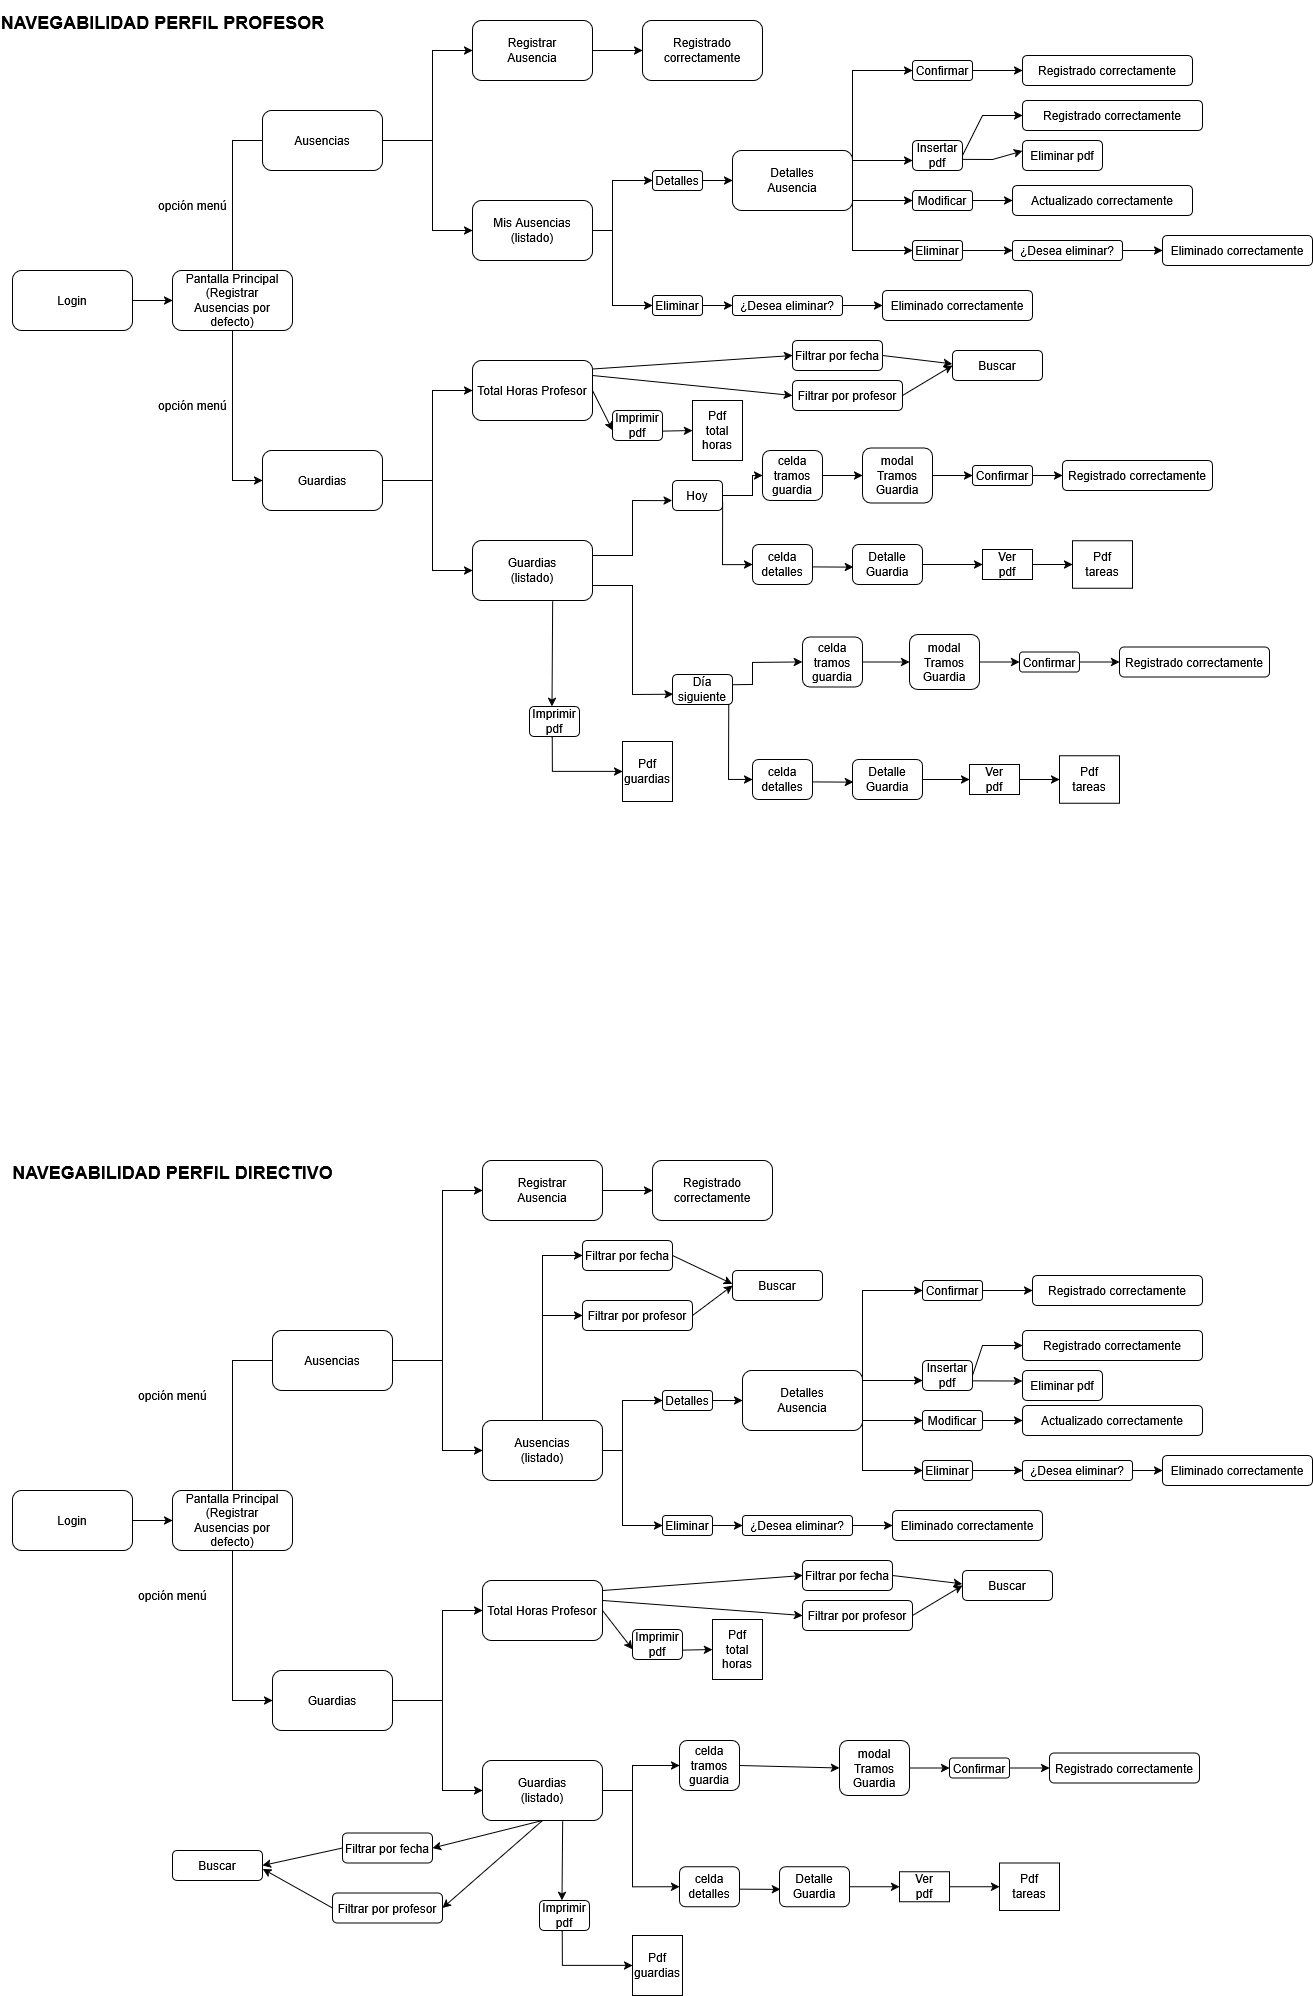 NAVEGABILIDAD PERFIL PROFESOR
Registrar
Ausencia
Registrado
correctamente
Confirmar
Registrado correctamente
Ausencias
Insertar
pdf
Registrado correctamente
Eliminar pdf
Detalles
Detalles
Ausencia
Modificar
Actualizado correctamente
opción menú
Mis Ausencias
(listado)
Eliminar
¿Desea eliminar?
Eliminado correctamente
Login
Pantalla Principal
(Registrar
Ausencias por
defecto)
Eliminar
¿Desea eliminar?
Eliminado correctamente
opción menú
Total Horas Profesor
Filtrar por fecha
Filtrar por profesor
Buscar
Imprimir
pdf
Pdf
total
horas
Guardias
Hoy
celda
tramos
guardia
modal
Tramos
Guardia
Confirmar
Registrado correctamente
Guardias
(listado)
celda
detalles
Detalle
Guardia
Ver
pdf
Pdf
tareas
Día
siguiente
celda
tramos
guardia
modal
Tramos
Guardia
Confirmar
Registrado correctamente
Imprimir
pdf
Pdf
guardias
celda
detalles
Detalle
Guardia
Ver
pdf
Pdf
tareas
NAVEGABILIDAD PERFIL DIRECTIVO
Registrar
Ausencia
Registrado
correctamente
Filtrar por fecha
Filtrar por profesor
Buscar
Confirmar
Registrado correctamente
Ausencias
Insertar
pdf
Registrado correctamente
Eliminar pdf
opción menú
Detalles
Detalles
Ausencia
Modificar
Actualizado correctamente
Ausencias
(listado)
Eliminar
¿Desea eliminar?
Eliminado correctamente
Login
Pantalla Principal
(Registrar
Ausencias por
defecto)
Eliminar
¿Desea eliminar?
Eliminado correctamente
opción menú
Total Horas Profesor
Filtrar por fecha
Filtrar por profesor
Buscar
Imprimir
pdf
Pdf
total
horas
Guardias
Guardias
(listado)
celda
tramos
guardia
modal
Tramos
Guardia
Confirmar
Registrado correctamente
Buscar
Filtrar por fecha
Filtrar por profesor
celda
detalles
Detalle
Guardia
Ver
pdf
Pdf
tareas
Imprimir
pdf
Pdf
guardias